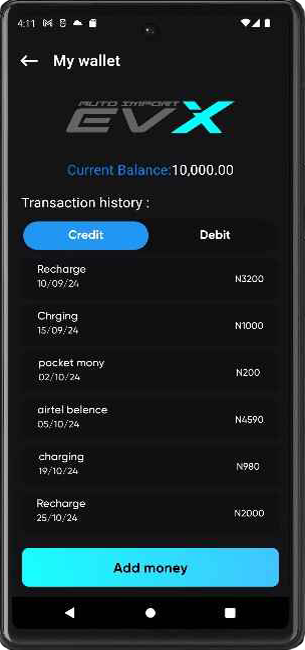 4:11
My wallet
AUTO IMPORT
EVX
Current Balance:10,000.00
Transaction history :
Credit Debit
Recharge
10/09/24 N3200
Chrging
15/09/24 N1000
pocket mony
02/10/24 N200
airtel belence
05/10/24 N4590
charging
19/10/24 N980
Recharge
25/10/24 N2000
Add money